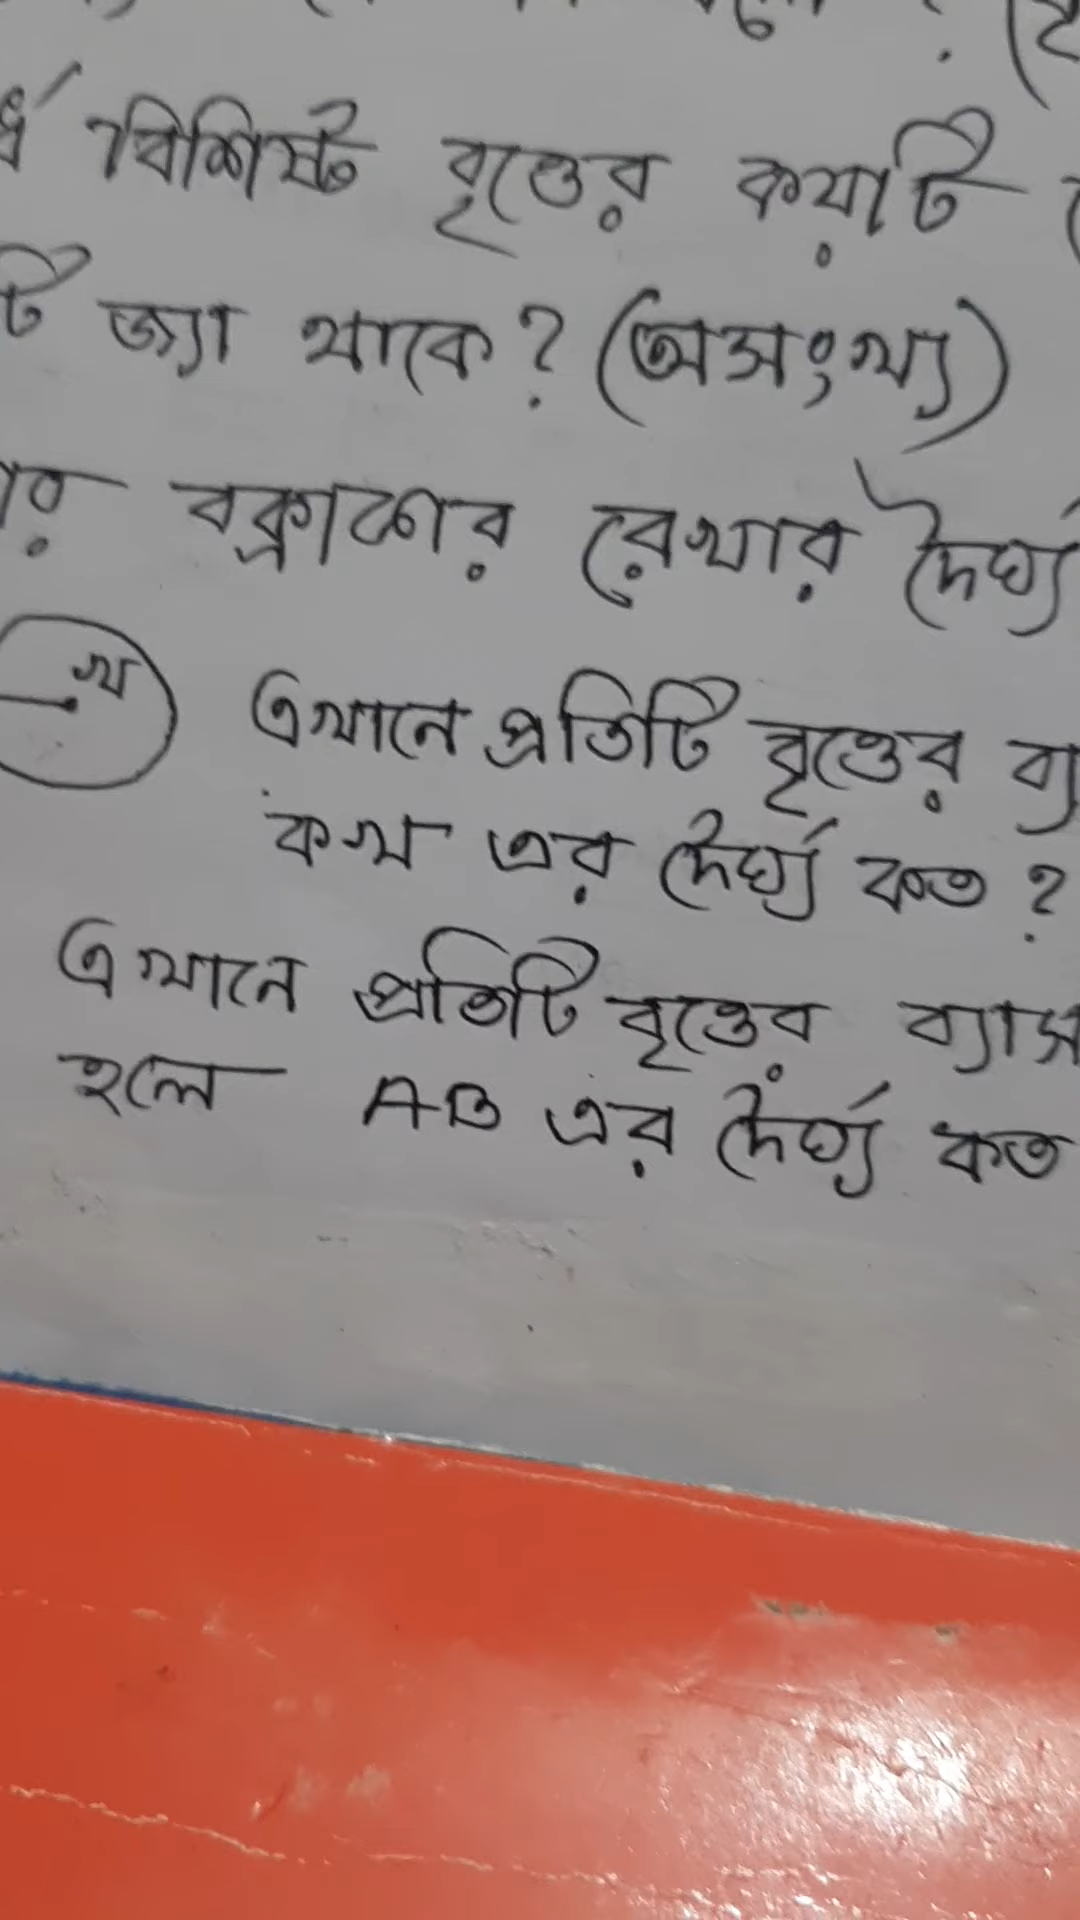 বিশিষ্ট বৃত্তের কয়টি
টি জ্যা থাকে? (অসংখ্য)
বক্রাকার রেখার দৈর্ঘ্য
খ এখানে প্রতিটি বৃত্তের ব্য
কখ এর দৈর্ঘ্য কত?
এখানে প্রতিটি বৃত্তের ব্যাস
হলে AB এর দৈর্ঘ্য কত